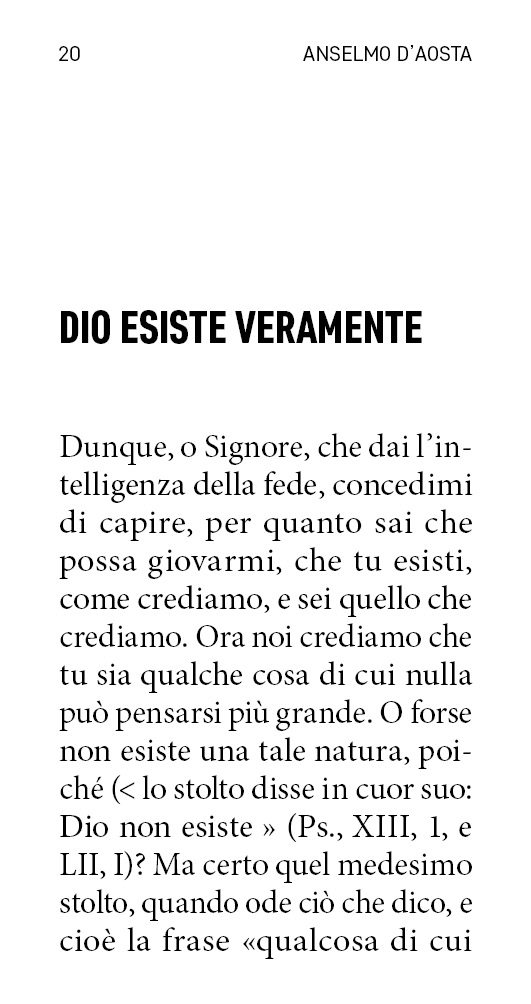 20 ANSELMO D'AOSTA
DIO ESISTE VERAMENTE
Dunque, o Signore, che dai l’in-
telligenza della fede, concedimi
di capire, per quanto sai che
possa giovarmi, che tu esisti,
come crediamo, e sei quello che
crediamo. Ora noi crediamo che
tu sia qualche cosa di cui nulla
può pensarsi più grande. O forse
non esiste una tale natura, poi-
ché (< lo stolto disse in cuor suo:
Dio non esiste » (Ps., XIII, 1, e
LII, I)? Ma certo quel medesimo
stolto, quando ode ciò che dico, e
cioè la frase «qualcosa di cui